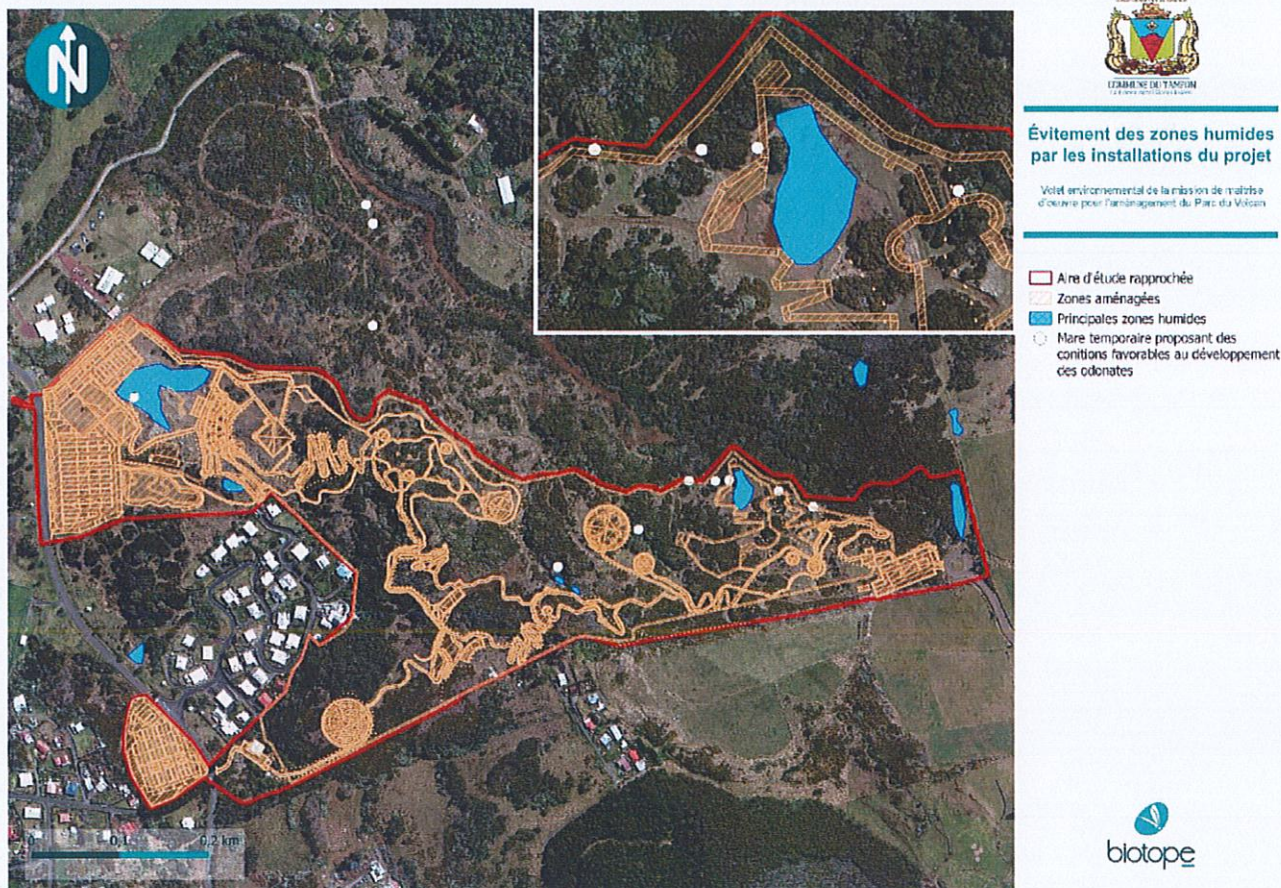 N
COMMUNE DU TAMPON
Évitement des zones humides
par les installations du projet
Volet environnemental de la mission de maîtrise
d'œuvre pour l'aménagement du Parc du Volcan
Aire d'étude rapprochée
Zones aménagées
Principales zones humides
Mare temporaire proposant des
conitions favorables au développement
des odonates
0
0,1
0,2 km
biotope